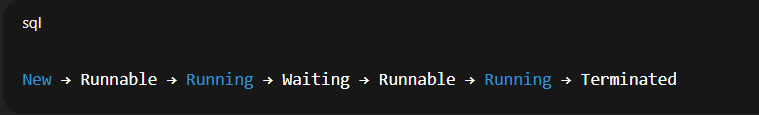 sql
New → Runnable → Running → Waiting → Runnable → Running → Terminated